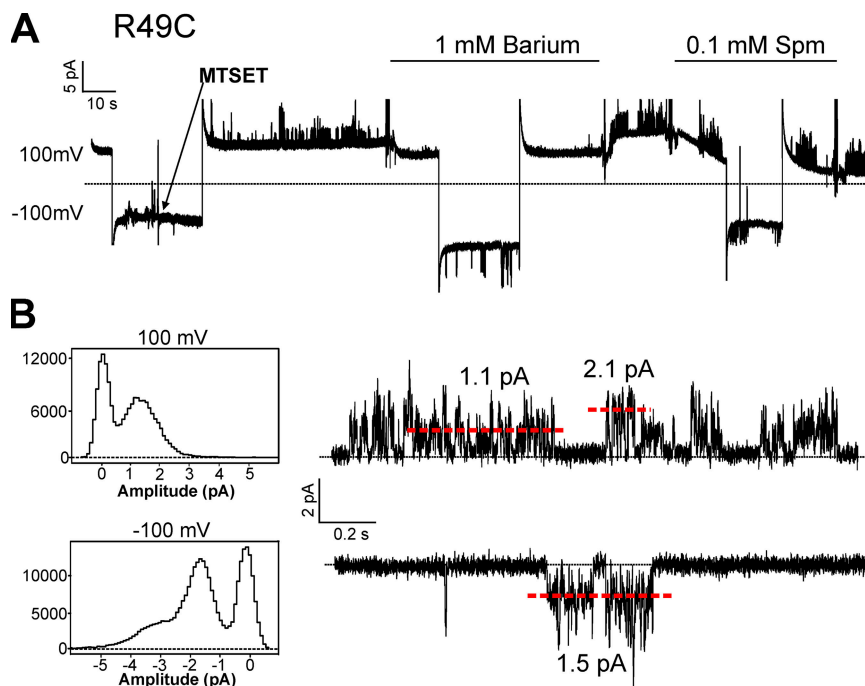 A
R49C
1 mM Barium
0.1 mM Spm
5 pA
10 s
MTSET
100mV
-100mV
B
100 mV
12000
6000
0
0 1 2 3 4 5
Amplitude (pA)
1.1 pA
2.1 pA
2 pA
0.2 s
-100 mV
10000
5000
0
-5 -4 -3 -2 -1 0
Amplitude (pA)
1.5 pA